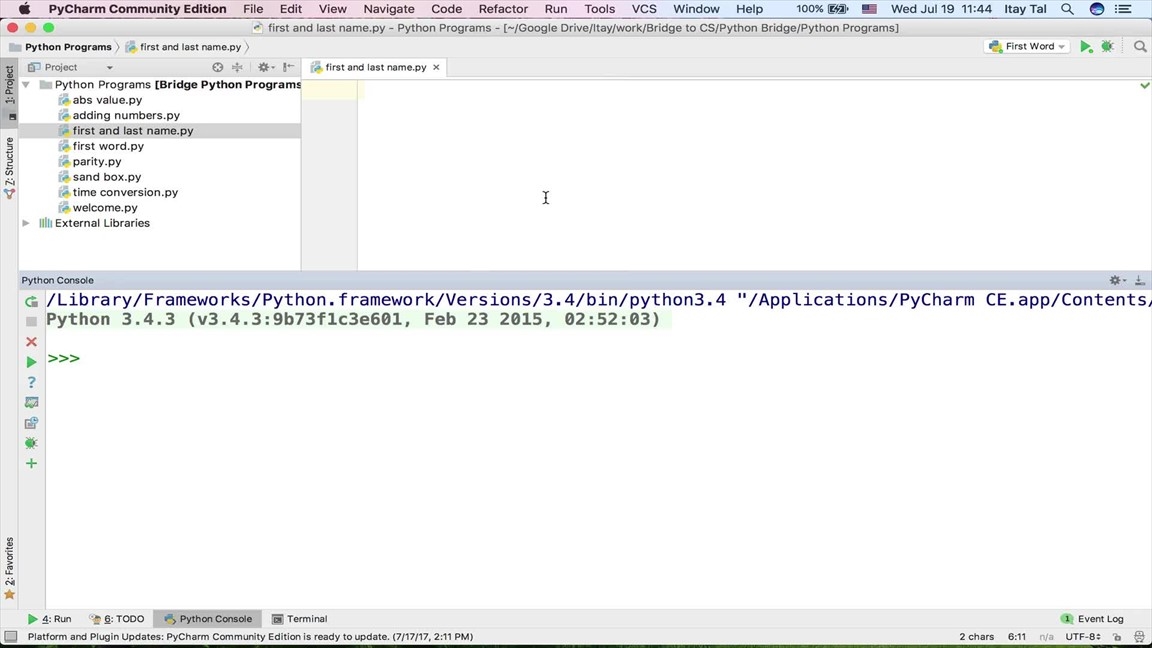 PyCharm Community Edition File Edit View Navigate Code Refactor Run Tools VCS Window Help 100% Wed Jul 19 11:44 Itay Tal
first and last name.py - Python Programs - [~/Google Drive/Itay/work/Bridge to CS/Python Bridge/Python Programs]
Python Programs first and last name.py First Word
1: Project
Z: Structure
2: Favorites
Project
first and last name.py
Python Programs [Bridge Python Programs
abs value.py
adding numbers.py
first and last name.py
first word.py
parity.py
sand box.py
time conversion.py
welcome.py
External Libraries
Python Console
/Library/Frameworks/Python.framework/Versions/3.4/bin/python3.4 "/Applications/PyCharm CE.app/Contents/
Python 3.4.3 (v3.4.3:9b73f1c3e601, Feb 23 2015, 02:52:03)
>>>
4: Run 6: TODO Python Console Terminal 1 Event Log
Platform and Plugin Updates: PyCharm Community Edition is ready to update. (7/17/17, 2:11 PM) 2 chars 6:11 n/a UTF-8